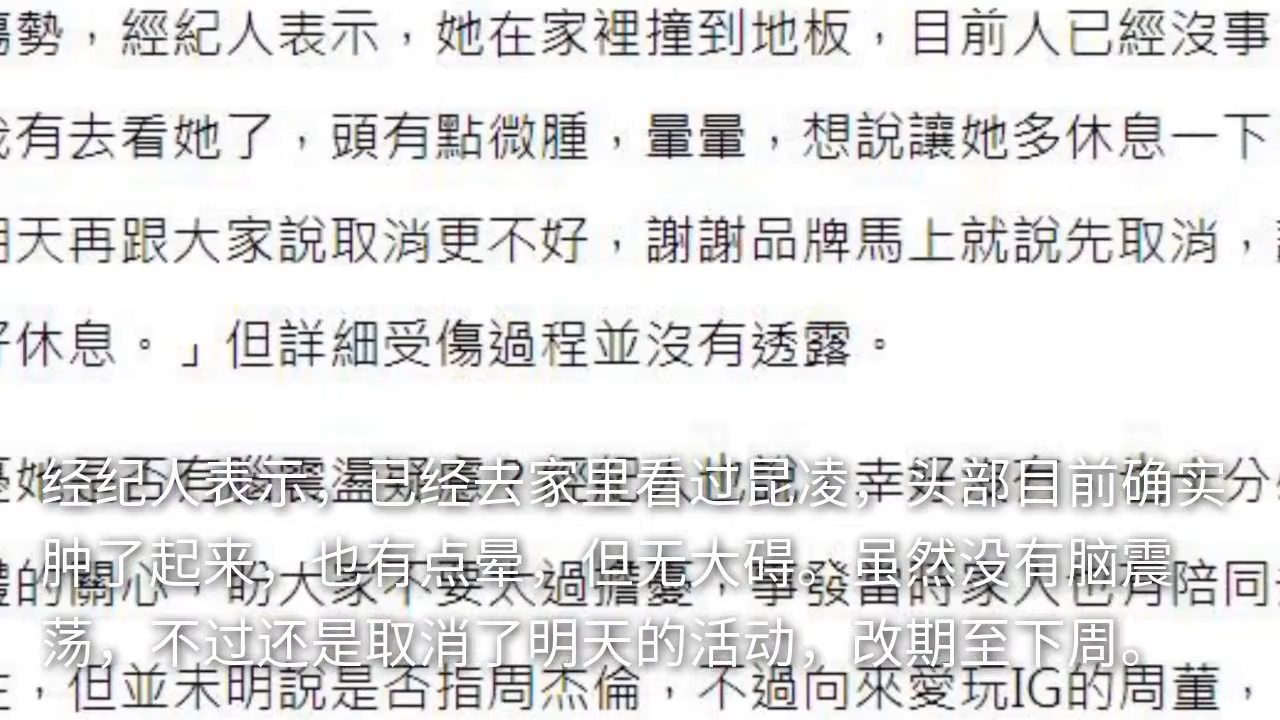 傷勢，經紀人表示，她在家裡撞到地板，目前人已經沒事
我有去看她了，頭有點微腫，暈暈，想說讓她多休息一下
明天再跟大家說取消更不好，謝謝品牌馬上就說先取消，
好休息。」但詳細受傷過程並沒有透露。
经纪人表示，已经去家里看过昆凌，头部目前确实
肿了起来，也有点晕，但无大碍。虽然没有脑震
的關心，盼大家不要太過擔憂，事發當時家人也有陪同
荡，不过还是取消了明天的活动，改期至下周。
，但並未明說是否指周杰倫，不過向來愛玩IG的周董，